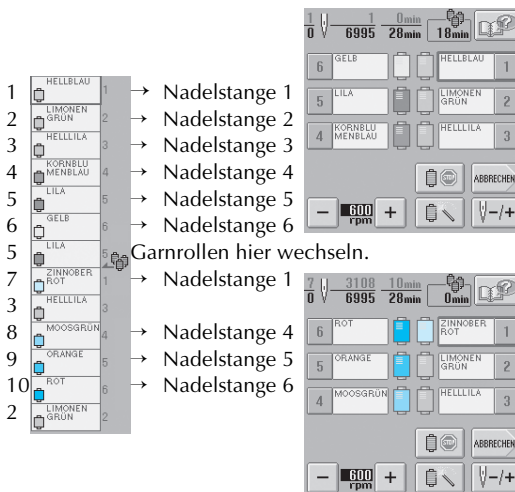 1 HELLBLAU 1 → Nadelstange 1
2 LIMONEN GRÜN 2 → Nadelstange 2
3 HELLLILA 3 → Nadelstange 3
4 KORNBLU MENBLAU 4 → Nadelstange 4
5 LILA 5 → Nadelstange 5
6 GELB 6 → Nadelstange 6
5 LILA 5 Garnrollen hier wechseln.
7 ZINNOBER ROT 1 → Nadelstange 1
3 HELLLILA 3
8 MOOSGRÜN 4 → Nadelstange 4
9 ORANGE 5 → Nadelstange 5
10 ROT 6 → Nadelstange 6
2 LIMONEN GRÜN 2
1 1 0min
0 6995 28min 18min
6 GELB HELLBLAU 1
5 LILA LIMONEN GRÜN 2
4 KORNBLU MENBLAU HELLLILA 3
STOP ABBRECHEN
− 600 rpm + −/+
7 3108 10min
0 6995 28min 0min
6 ROT ZINNOBER ROT 1
5 ORANGE LIMONEN GRÜN 2
4 MOOSGRÜN HELLLILA 3
STOP ABBRECHEN
− 600 rpm + −/+